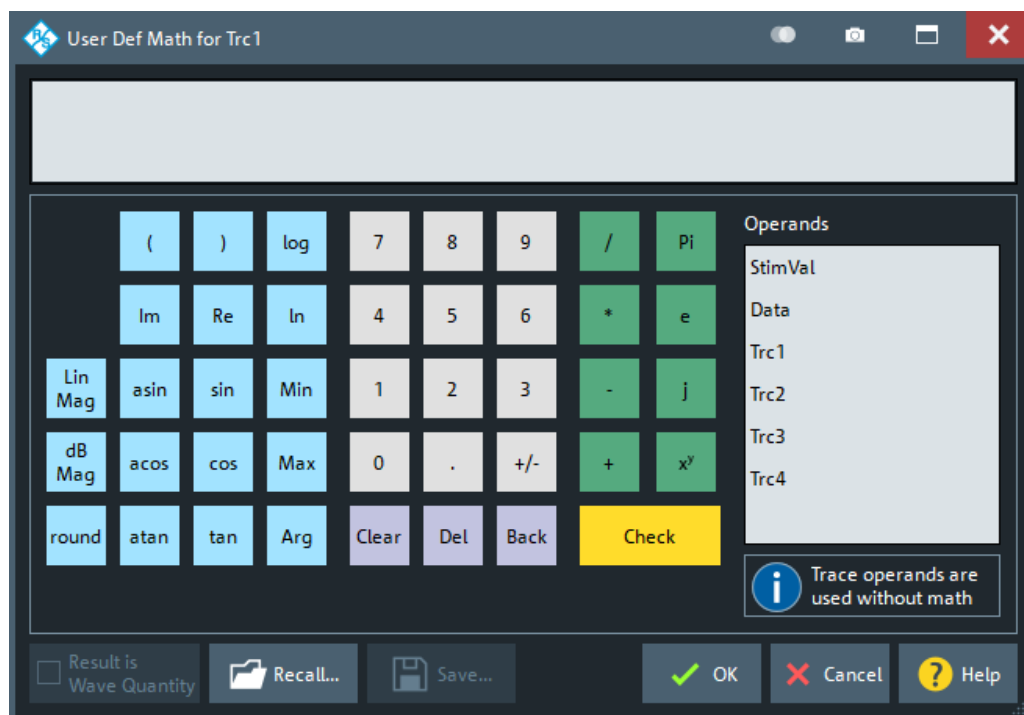 R S User Def Math for Trc1
( ) log 7 8 9 / Pi
Im Re ln 4 5 6 * e
Lin Mag asin sin Min 1 2 3 - j
dB Mag acos cos Max 0 . +/- + xʸ
round atan tan Arg Clear Del Back Check
Operands
StimVal
Data
Trc1
Trc2
Trc3
Trc4
i Trace operands are
used without math
Result is
Wave Quantity
Recall...
Save...
OK
Cancel
? Help